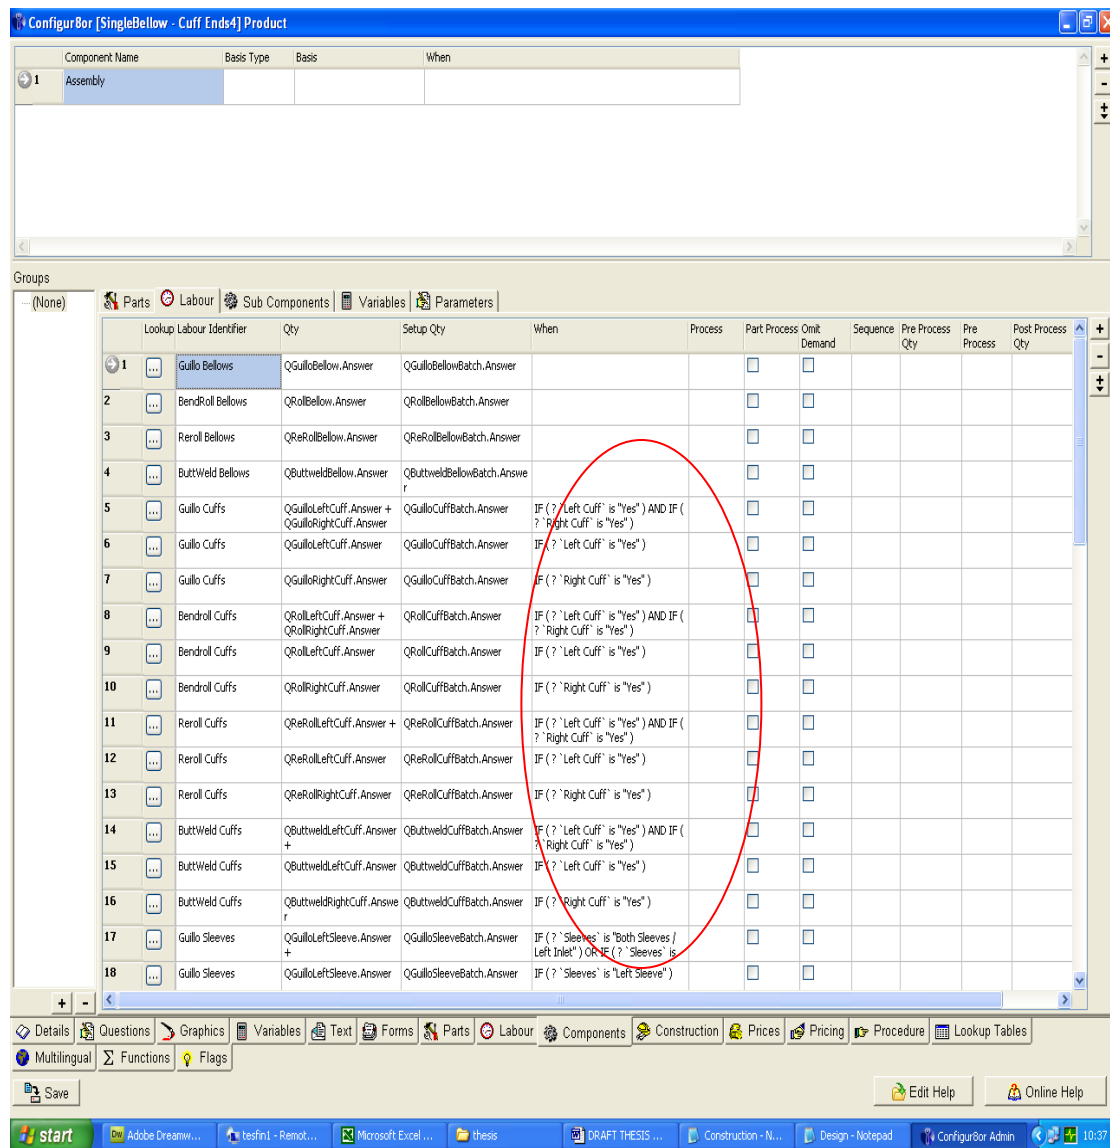 Configur8or [SingleBellow - Cuff Ends4] Product
Component Name Basis Type Basis When
1 Assembly
Groups
(None)
Parts Labour Sub Components Variables Parameters
Lookup Labour Identifier Qty Setup Qty When Process Part Process Omit Demand Sequence Pre Process Qty Pre Process Post Process Qty
1 ... Guillo Bellows QGuilloBellow.Answer QGuilloBellowBatch.Answer
2 ... BendRoll Bellows QRollBellow.Answer QRollBellowBatch.Answer
3 ... Reroll Bellows QReRollBellow.Answer QReRollBellowBatch.Answer
4 ... ButtWeld Bellows QButtweldBellow.Answer QButtweldBellowBatch.Answe
r
5 ... Guillo Cuffs QGuilloLeftCuff.Answer + QGuilloCuffBatch.Answer IF ( ? `Left Cuff` is "Yes" ) AND IF (
QGuilloRightCuff.Answer ? `Right Cuff` is "Yes" )
6 ... Guillo Cuffs QGuilloLeftCuff.Answer QGuilloCuffBatch.Answer IF ( ? `Left Cuff` is "Yes" )
7 ... Guillo Cuffs QGuilloRightCuff.Answer QGuilloCuffBatch.Answer IF ( ? `Right Cuff` is "Yes" )
8 ... Bendroll Cuffs QRollLeftCuff.Answer + QRollCuffBatch.Answer IF ( ? `Left Cuff` is "Yes" ) AND IF (
QRollRightCuff.Answer ? `Right Cuff` is "Yes" )
9 ... Bendroll Cuffs QRollLeftCuff.Answer QRollCuffBatch.Answer IF ( ? `Left Cuff` is "Yes" )
10 ... Bendroll Cuffs QRollRightCuff.Answer QRollCuffBatch.Answer IF ( ? `Right Cuff` is "Yes" )
11 ... Reroll Cuffs QReRollLeftCuff.Answer + QReRollCuffBatch.Answer IF ( ? `Left Cuff` is "Yes" ) AND IF (
? `Right Cuff` is "Yes" )
12 ... Reroll Cuffs QReRollLeftCuff.Answer QReRollCuffBatch.Answer IF ( ? `Left Cuff` is "Yes" )
13 ... Reroll Cuffs QReRollRightCuff.Answer QReRollCuffBatch.Answer IF ( ? `Right Cuff` is "Yes" )
14 ... ButtWeld Cuffs QButtweldLeftCuff.Answer QButtweldCuffBatch.Answer IF ( ? `Left Cuff` is "Yes" ) AND IF (
+ ? `Right Cuff` is "Yes" )
15 ... ButtWeld Cuffs QButtweldLeftCuff.Answer QButtweldCuffBatch.Answer IF ( ? `Left Cuff` is "Yes" )
16 ... ButtWeld Cuffs QButtweldRightCuff.Answe QButtweldCuffBatch.Answer IF ( ? `Right Cuff` is "Yes" )
r
17 ... Guillo Sleeves QGuilloLeftSleeve.Answer QGuilloSleeveBatch.Answer IF ( ? `Sleeves` is "Both Sleeves /
+ Left Inlet" ) OR IF ( ? `Sleeves` is
18 ... Guillo Sleeves QGuilloLeftSleeve.Answer QGuilloSleeveBatch.Answer IF ( ? `Sleeves` is "Left Sleeve" )
+ -
Details Questions Graphics Variables Text Forms Parts Labour Components Construction Prices Pricing Procedure Lookup Tables
Multilingual Σ Functions Flags
Save Edit Help Online Help
start Dw Adobe Dreamw... tesfin1 - Remot... Microsoft Excel ... thesis DRAFT THESIS ... Construction - N... Design - Notepad Configur8or Admin 10:37